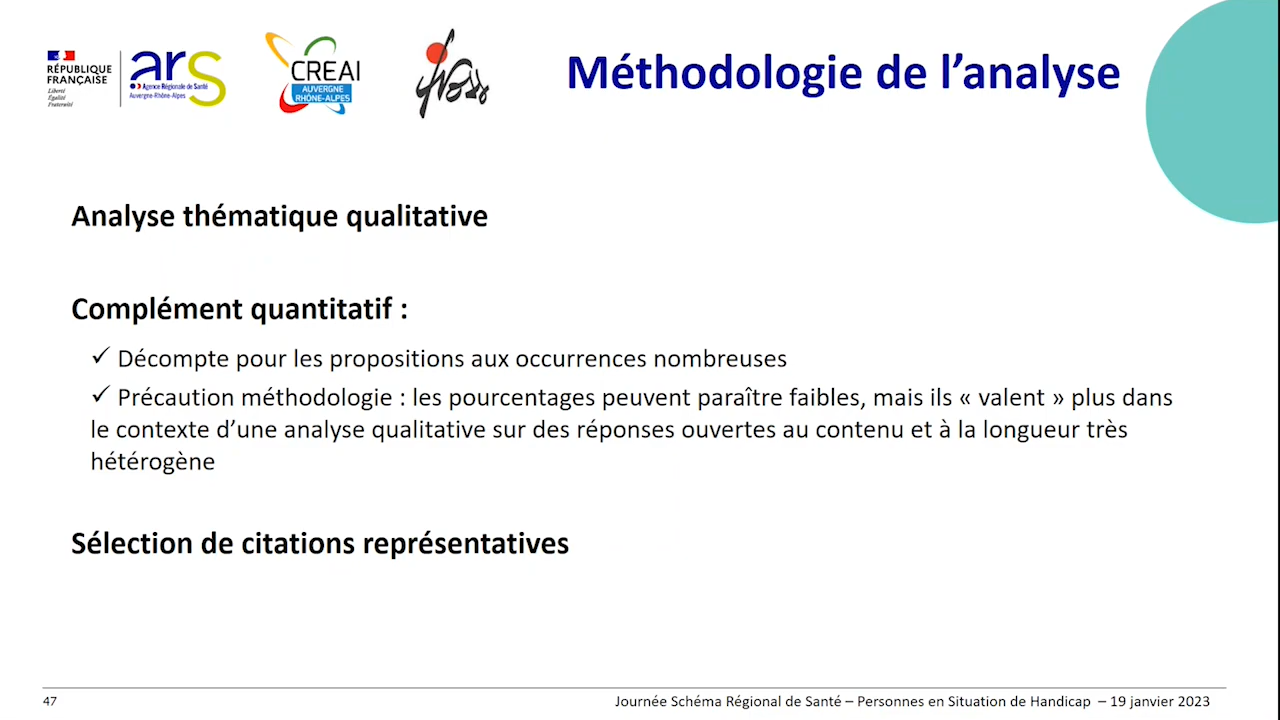 RÉPUBLIQUE
FRANÇAISE
Liberté
Égalité
Fraternité
ars
Agence Régionale de Santé
Auvergne-Rhône-Alpes
CREAI
AUVERGNE
RHÔNE-ALPES
Méthodologie de l’analyse
Analyse thématique qualitative
Complément quantitatif :
✓ Décompte pour les propositions aux occurrences nombreuses
✓ Précaution méthodologie : les pourcentages peuvent paraître faibles, mais ils « valent » plus dans
le contexte d’une analyse qualitative sur des réponses ouvertes au contenu et à la longueur très
hétérogène
Sélection de citations représentatives
47
Journée Schéma Régional de Santé – Personnes en Situation de Handicap – 19 janvier 2023